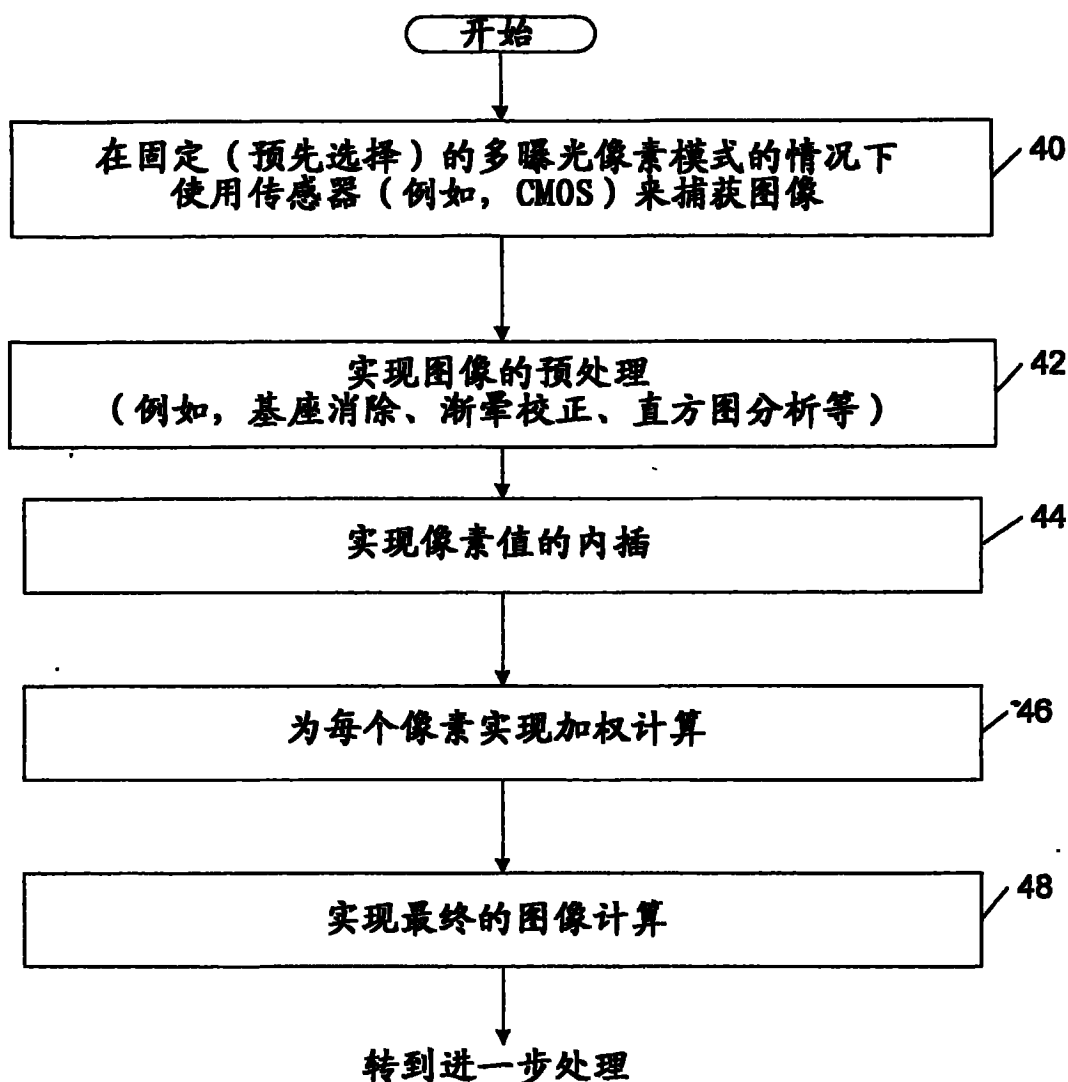 开始
在固定（预先选择）的多曝光像素模式的情况下
使用传感器（例如，CMOS）来捕获图像
40
实现图像的预处理
（例如，基座消除、渐晕校正、直方图分析等）
42
实现像素值的内插
44
为每个像素实现加权计算
46
实现最终的图像计算
48
转到进一步处理